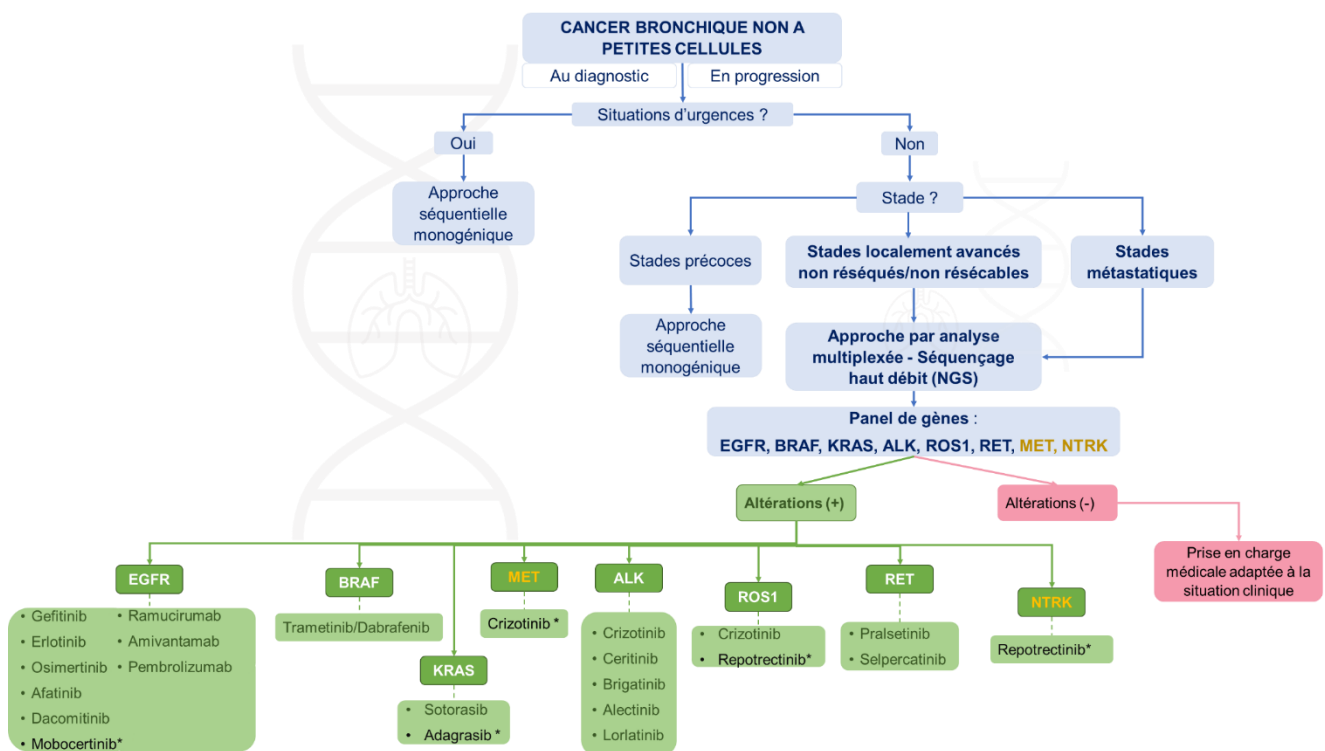 CANCER BRONCHIQUE NON A
PETITES CELLULES
Au diagnostic
En progression
Situations d'urgences ?
Oui
Non
Approche
séquentielle
monogénique
Stade ?
Stades précoces
Stades localement avancés
non réséqués/non résécables
Stades
métastatiques
Approche
séquentielle
monogénique
Approche par analyse
multiplexée - Séquençage
haut débit (NGS)
Panel de gènes :
EGFR, BRAF, KRAS, ALK, ROS1, RET, MET, NTRK
Altérations (+)
Altérations (-)
Prise en charge
médicale adaptée à la
situation clinique
EGFR
• Gefitinib
• Erlotinib
• Osimertinib
• Afatinib
• Dacomitinib
• Mobocertinib*
• Ramucirumab
• Amivantamab
• Pembrolizumab
BRAF
Trametinib/Dabrafenib
KRAS
• Sotorasib
• Adagrasib *
MET
Crizotinib *
ALK
• Crizotinib
• Ceritinib
• Brigatinib
• Alectinib
• Lorlatinib
ROS1
• Crizotinib
• Repotrectinib*
RET
• Pralsetinib
• Selpercatinib
NTRK
Repotrectinib*